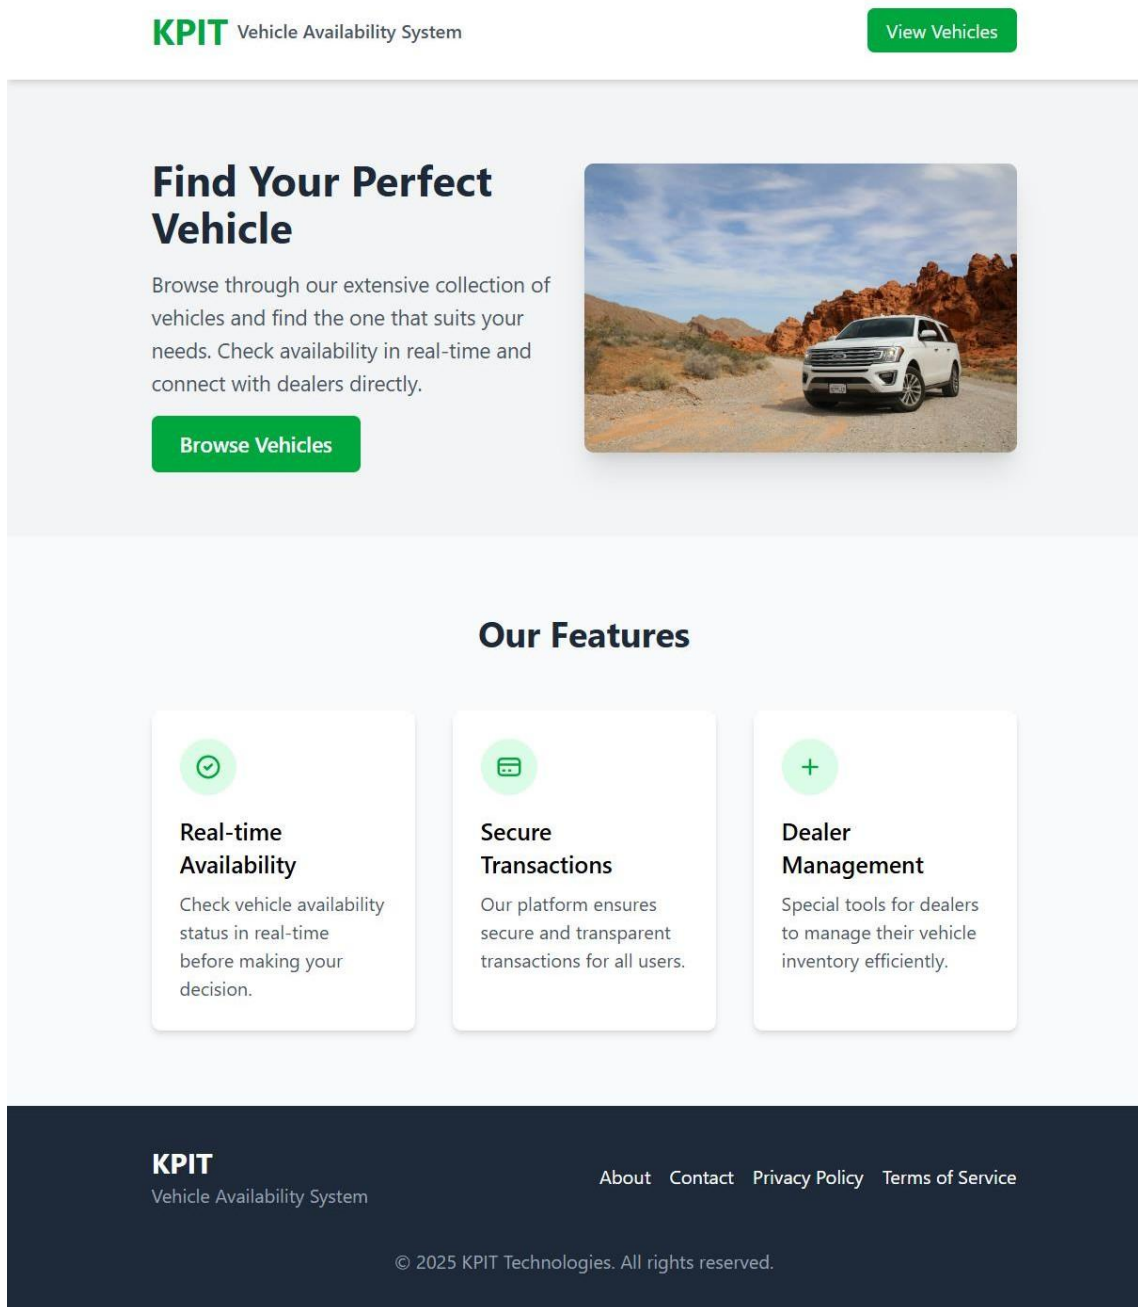 KPIT Vehicle Availability System
View Vehicles
Find Your Perfect
Vehicle
Browse through our extensive collection of
vehicles and find the one that suits your
needs. Check availability in real-time and
connect with dealers directly.
Browse Vehicles
Our Features
Real-time
Availability
Check vehicle availability
status in real-time
before making your
decision.
Secure
Transactions
Our platform ensures
secure and transparent
transactions for all users.
Dealer
Management
Special tools for dealers
to manage their vehicle
inventory efficiently.
KPIT
Vehicle Availability System
About Contact Privacy Policy Terms of Service
© 2025 KPIT Technologies. All rights reserved.